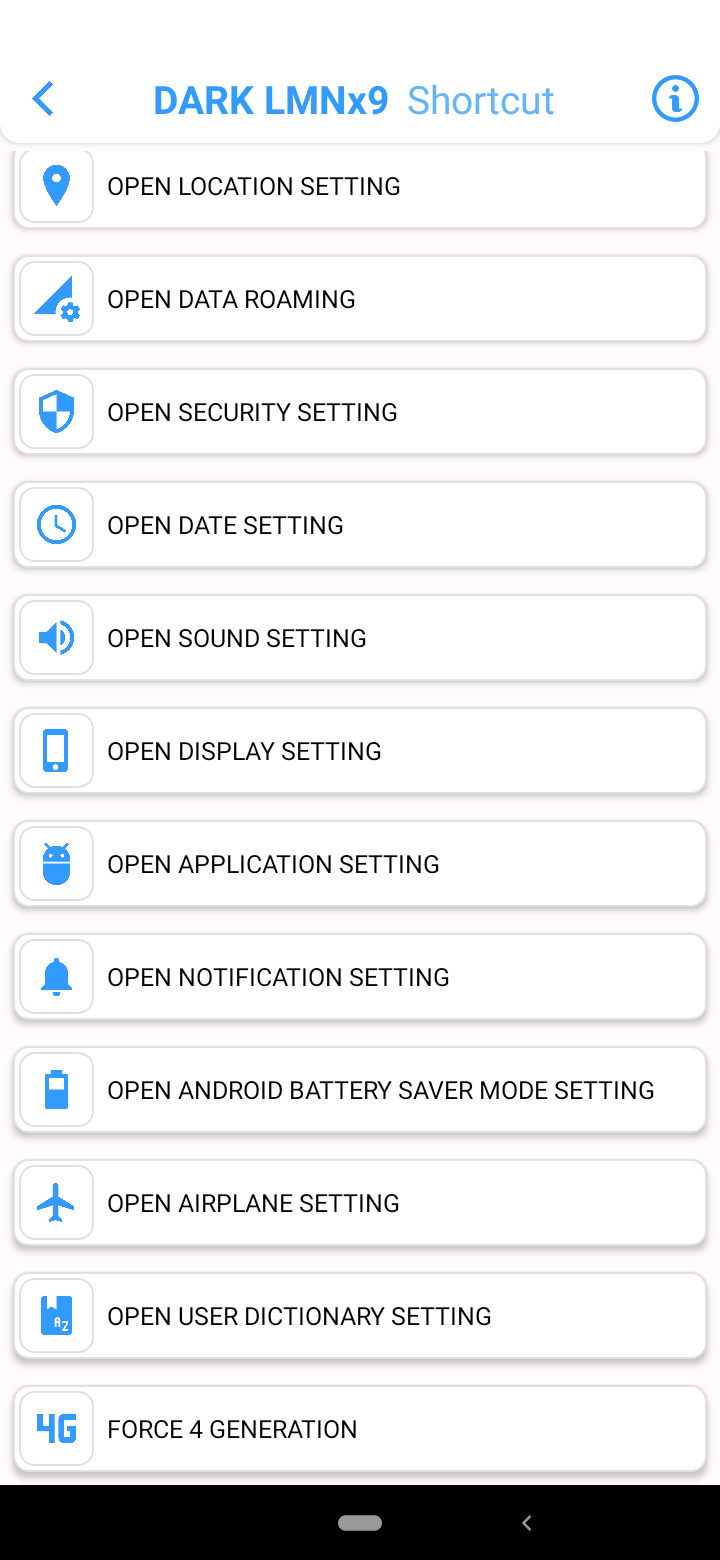 DARK LMNx9 Shortcut
OPEN LOCATION SETTING
OPEN DATA ROAMING
OPEN SECURITY SETTING
OPEN DATE SETTING
OPEN SOUND SETTING
OPEN DISPLAY SETTING
OPEN APPLICATION SETTING
OPEN NOTIFICATION SETTING
OPEN ANDROID BATTERY SAVER MODE SETTING
OPEN AIRPLANE SETTING
AZ OPEN USER DICTIONARY SETTING
4G FORCE 4 GENERATION